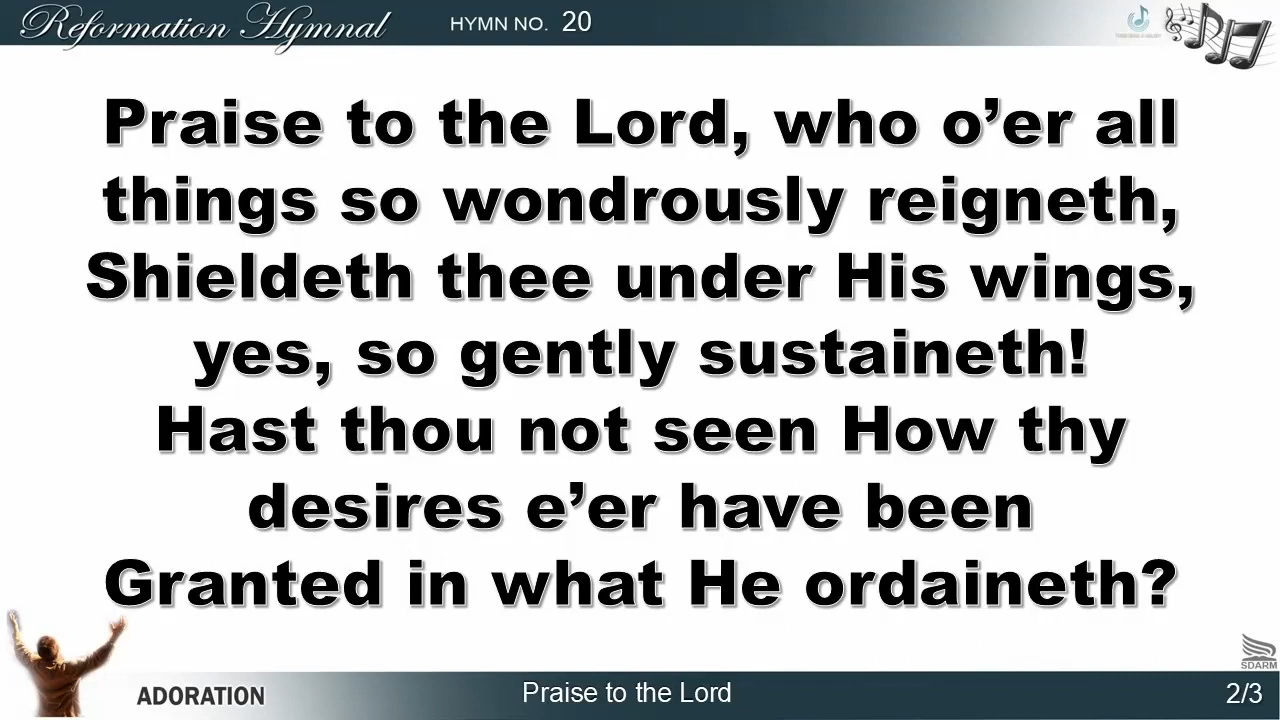 Reformation Hymnal
HYMN NO. 20
Praise to the Lord, who o’er all
things so wondrously reigneth,
Shieldeth thee under His wings,
yes, so gently sustaineth!
Hast thou not seen How thy
desires e’er have been
Granted in what He ordaineth?
SDARM
ADORATION
Praise to the Lord
2/3